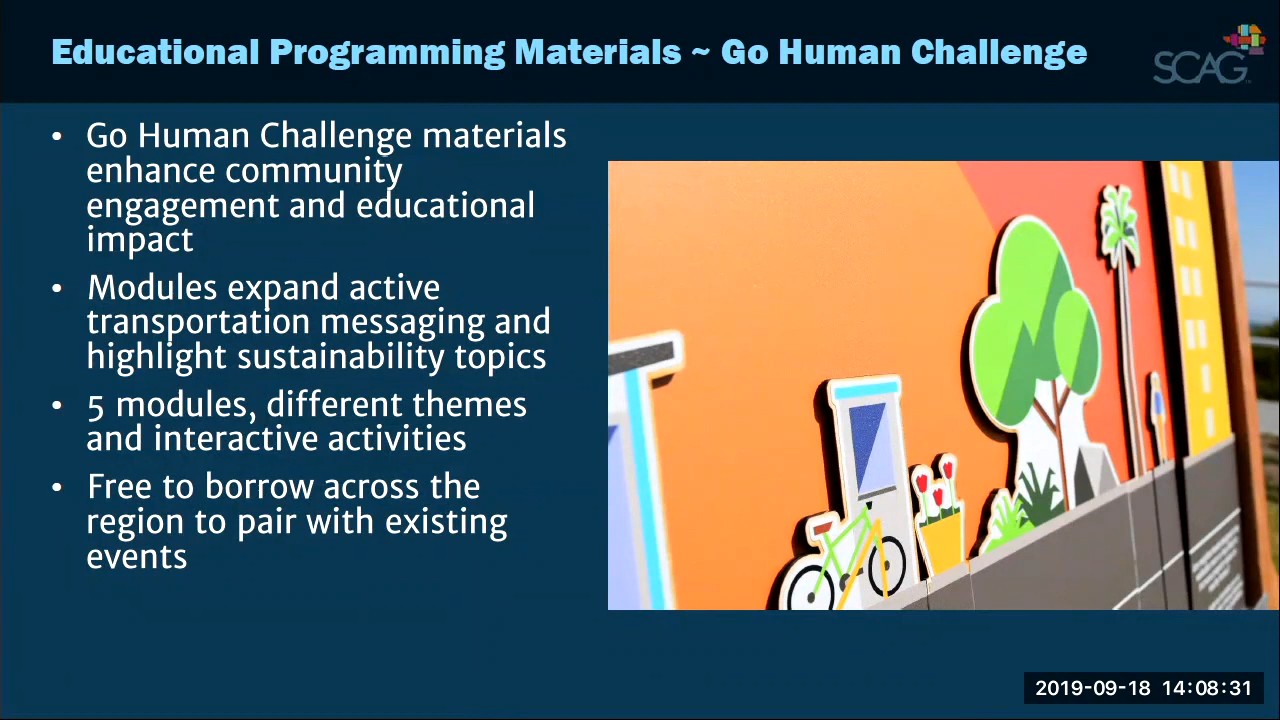 Educational Programming Materials ~ Go Human Challenge
SCAG
• Go Human Challenge materials
enhance community
engagement and educational
impact
• Modules expand active
transportation messaging and
highlight sustainability topics
• 5 modules, different themes
and interactive activities
• Free to borrow across the
region to pair with existing
events
2019-09-18 14:08:31